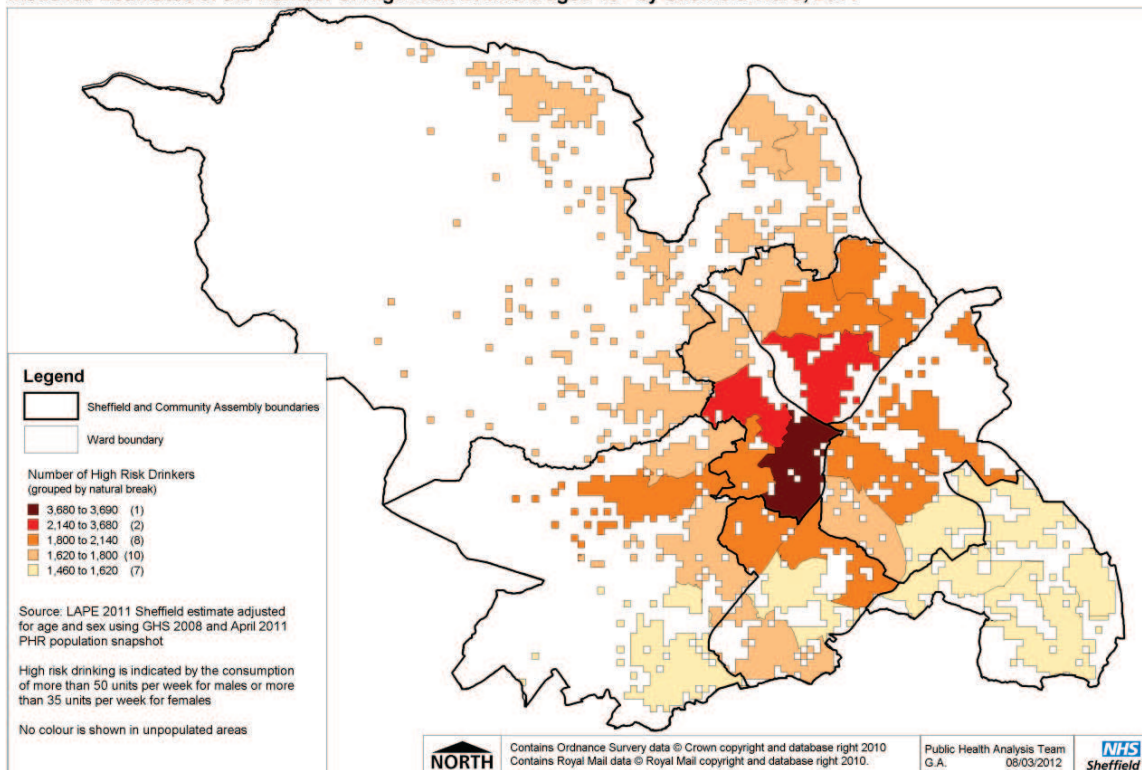 Legend
Sheffield and Community Assembly boundaries
Ward boundary
Number of High Risk Drinkers
(grouped by natural break)
3,680 to 3,690 (1)
2,140 to 3,680 (2)
1,800 to 2,140 (8)
1,620 to 1,800 (10)
1,460 to 1,620 (7)
Source: LAPE 2011 Sheffield estimate adjusted
for age and sex using GHS 2008 and April 2011
PHR population snapshot
High risk drinking is indicated by the consumption
of more than 50 units per week for males or more
than 35 units per week for females
No colour is shown in unpopulated areas
NORTH
Contains Ordnance Survery data © Crown copyright and database right 2010
Contains Royal Mail data © Royal Mail copyright and database right 2010.
Public Health Analysis Team
G.A. 08/03/2012
NHS
Sheffield